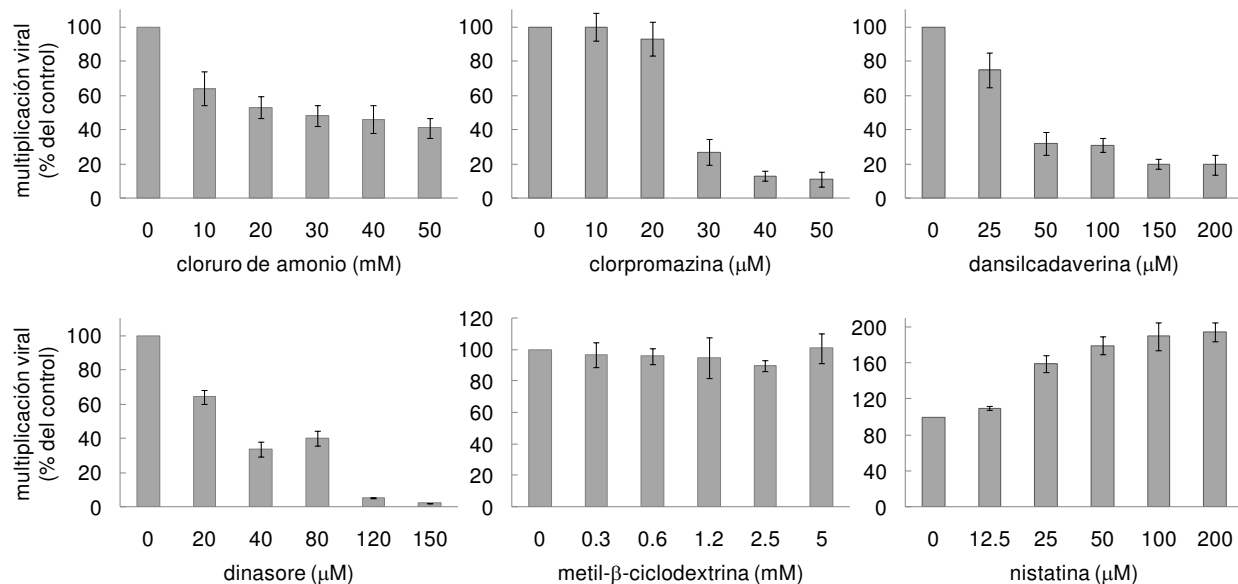 multiplicación viral
(% del control)
100
80
60
40
20
0
0 10 20 30 40 50
cloruro de amonio (mM)
100
80
60
40
20
0
0 10 20 30 40 50
clorpromazina (μM)
100
80
60
40
20
0
0 25 50 100 150 200
dansilcadaverina (μM)
multiplicación viral
(% del control)
100
80
60
40
20
0
0 20 40 80 120 150
dinasore (μM)
120
100
80
60
40
20
0
0 0.3 0.6 1.2 2.5 5
metil-β-ciclodextrina (mM)
200
160
120
80
40
0
0 12.5 25 50 100 200
nistatina (μM)